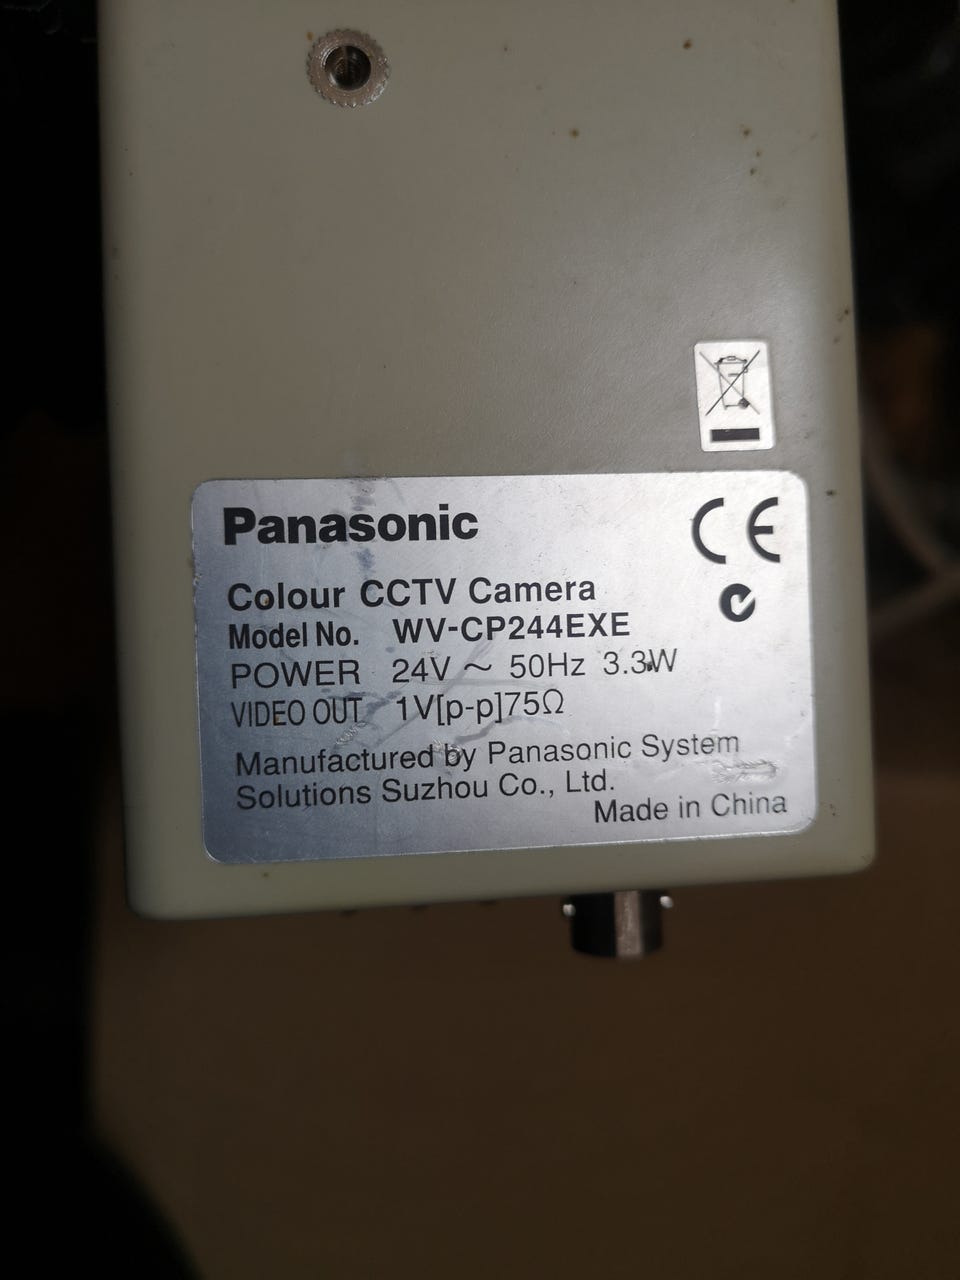 Panasonic
CE
Colour CCTV Camera
Model No. WV-CP244EXE
POWER 24V ~ 50Hz 3.3W
VIDEO OUT 1V[p-p]75Ω
Manufactured by Panasonic System
Solutions Suzhou Co., Ltd.
Made in China